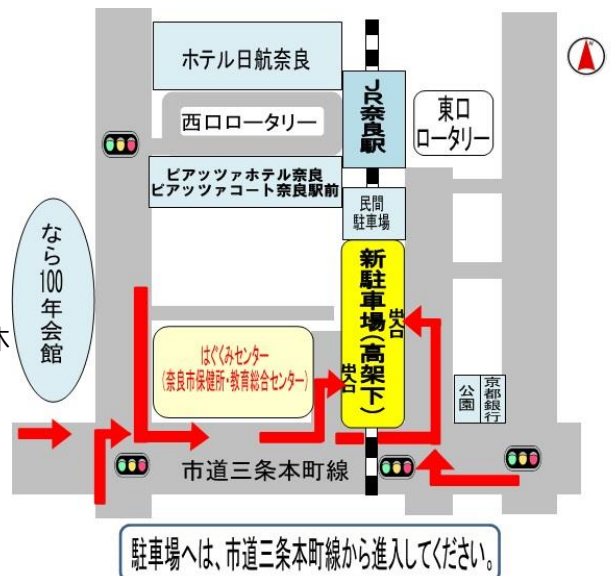 ホテル日航奈良
西口ロータリー
JR奈良駅
東口
ロータリー
N
ピアッツァホテル奈良
ピアッツァコート奈良駅前
民間
駐車場
なら100年会館
木
新駐車場(高架下)
出入口
出入口
はぐくみセンター
(奈良市保健所・教育総合センター)
公園
京都銀行
市道三条本町線
駐車場へは、市道三条本町線から進入してください。